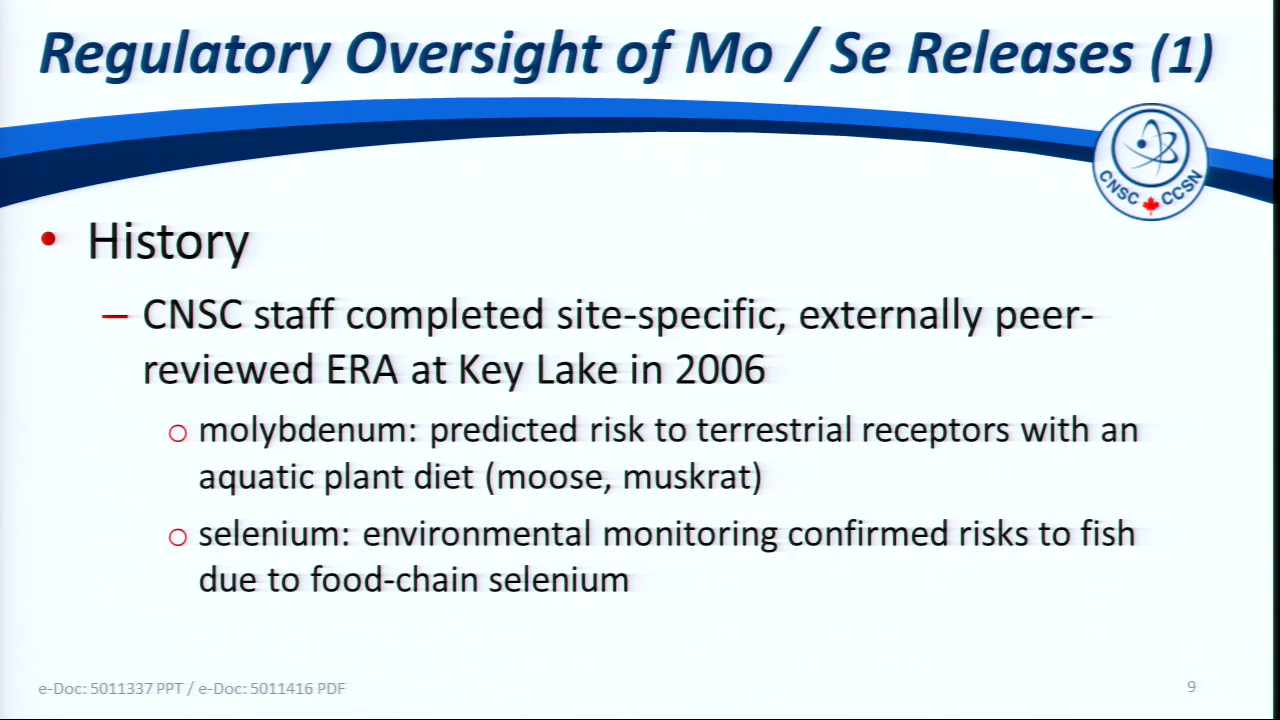 Regulatory Oversight of Mo / Se Releases (1)
CNSC CCSN
• History
– CNSC staff completed site-specific, externally peer-
reviewed ERA at Key Lake in 2006
o molybdenum: predicted risk to terrestrial receptors with an
aquatic plant diet (moose, muskrat)
o selenium: environmental monitoring confirmed risks to fish
due to food-chain selenium
e-Doc: 5011337 PPT / e-Doc: 5011416 PDF
9